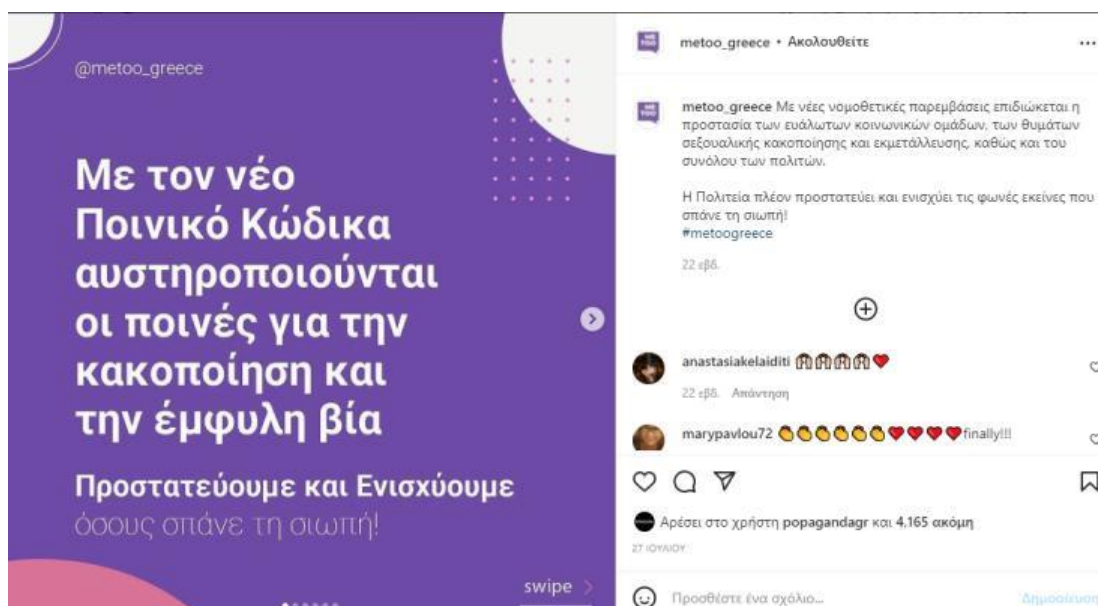 @metoo_greece
Με τον νέο
Ποινικό Κώδικα
αυστηροποιούνται
οι ποινές για την
κακοποίηση και
την έμφυλη βία
Προστατεύουμε και Ενισχύουμε
όσους σπάνε τη σιωπή!
swipe
metoo_greece • Ακολουθείτε
metoo_greece Με νέες νομοθετικές παρεμβάσεις επιδιώκεται η
προστασία των ευάλωτων κοινωνικών ομάδων, των θυμάτων
σεξουαλικής κακοποίησης και εκμετάλλευσης, καθώς και του
συνόλου των πολιτών.
Η Πολιτεία πλέον προστατεύει και ενισχύει τις φωνές εκείνες που
σπάνε τη σιωπή!
#metoogreece
22 εβδ.
anastasiakelaiditi 🙌🙌🙌🙌❤️
22 εβδ. Απάντηση
marypavlou72 👏👏👏👏👏👏❤️❤️❤️❤️finally!!!
Αρέσει στο χρήστη popagandagr και 4.165 ακόμη
27 ΙΟΥΛΙΟΥ
Προσθέστε ένα σχόλιο...
Δημοσίευση